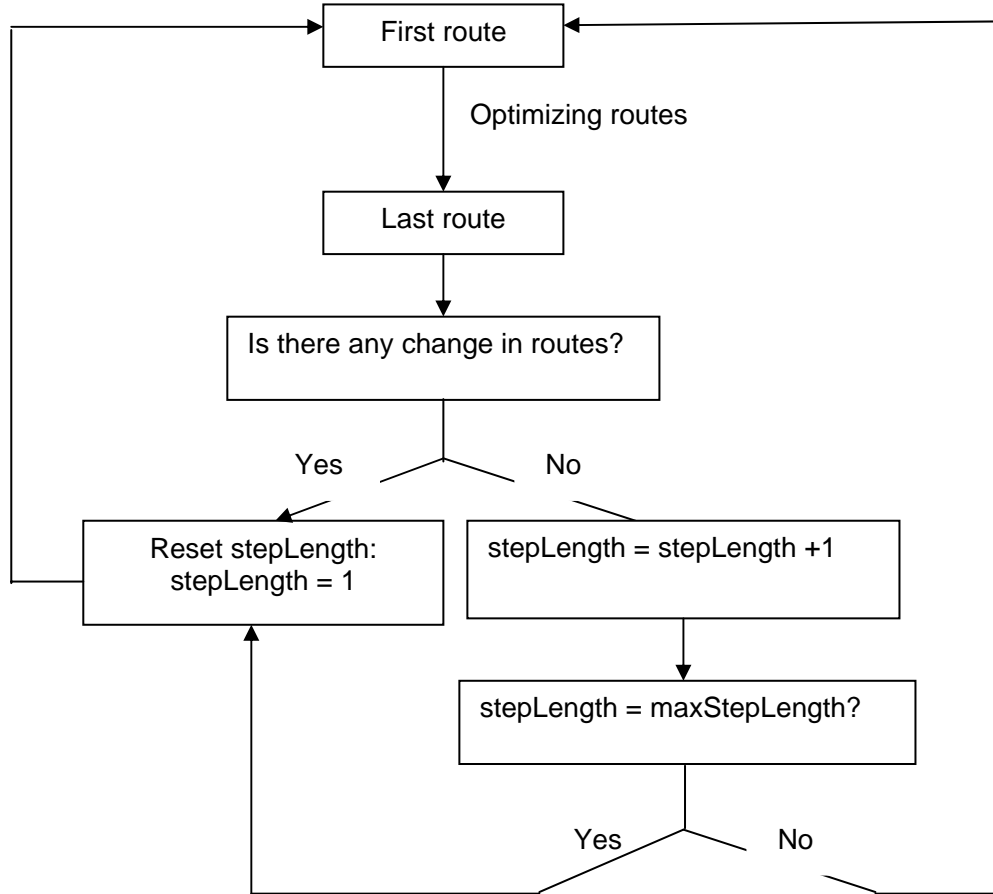 First route
Optimizing routes
Last route
Is there any change in routes?
Yes
No
Reset stepLength:
stepLength = 1
stepLength = stepLength +1
stepLength = maxStepLength?
Yes
No